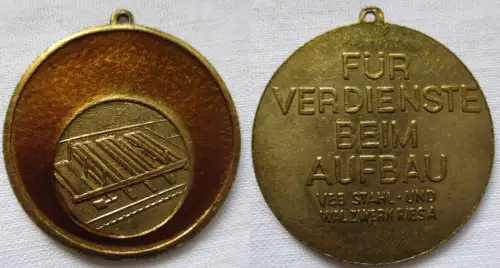 FÜR
VERDIENSTE
BEIM
AUFBAU
VEB STAHL- UND
WALZWERK RIESA